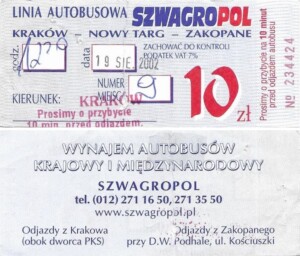 LINIA AUTOBUSOWA SZWAGROPOL
KRAKÓW – NOWY TARG – ZAKOPANE
godz. data ZACHOWAĆ DO KONTROLI
PODATEK VAT 7%
19 SIE. 2002
NUMER MIEJSCA 9
KIERUNEK: KRAKÓW
Prosimy o przybycie
10 min. przed odjazdem.
10 zł
Prosimy o przybycie na 10 minut
przed odjazdem autobusu
№ 234424
WYNAJEM AUTOBUSÓW
KRAJOWY I MIĘDZYNARODOWY
SZWAGROPOL
tel. (012) 271 16 50, 271 35 50
www.szwagropol.pl
Odjazdy z Krakowa Odjazdy z Zakopanego
(obok dworca PKS) przy D.W. Podhale, ul. Kościuszki